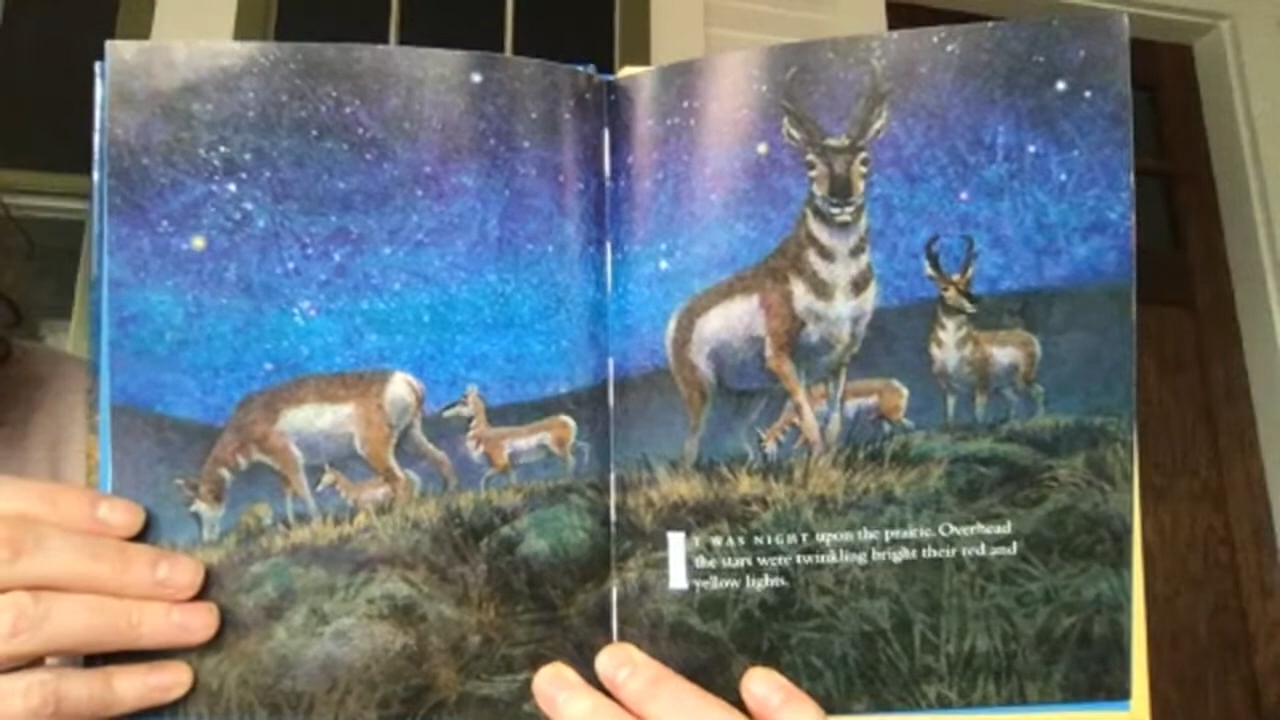 IT WAS NIGHT upon the prairie. Overhead
the stars were twinkling bright their red and
yellow lights.